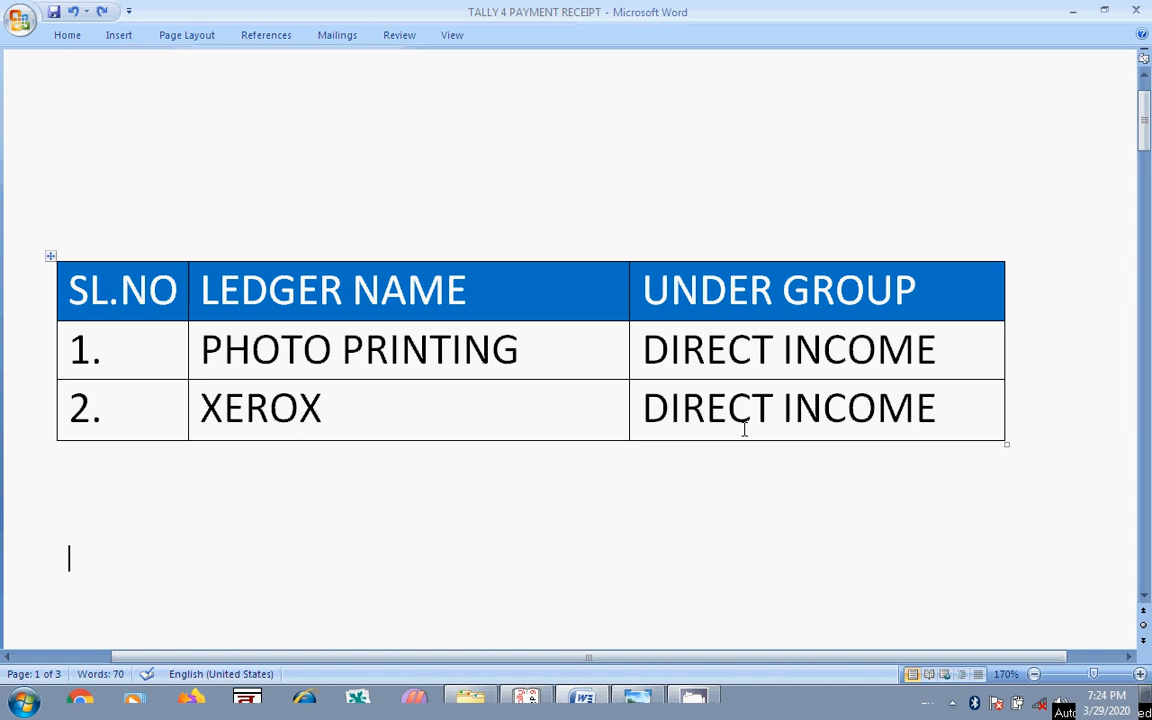 TALLY 4 PAYMENT RECEIPT - Microsoft Word
Home Insert Page Layout References Mailings Review View
SL.NO LEDGER NAME UNDER GROUP
1. PHOTO PRINTING DIRECT INCOME
2. XEROX DIRECT INCOME
Page: 1 of 3 Words: 70 English (United States) 170%
7:24 PM
3/29/2020